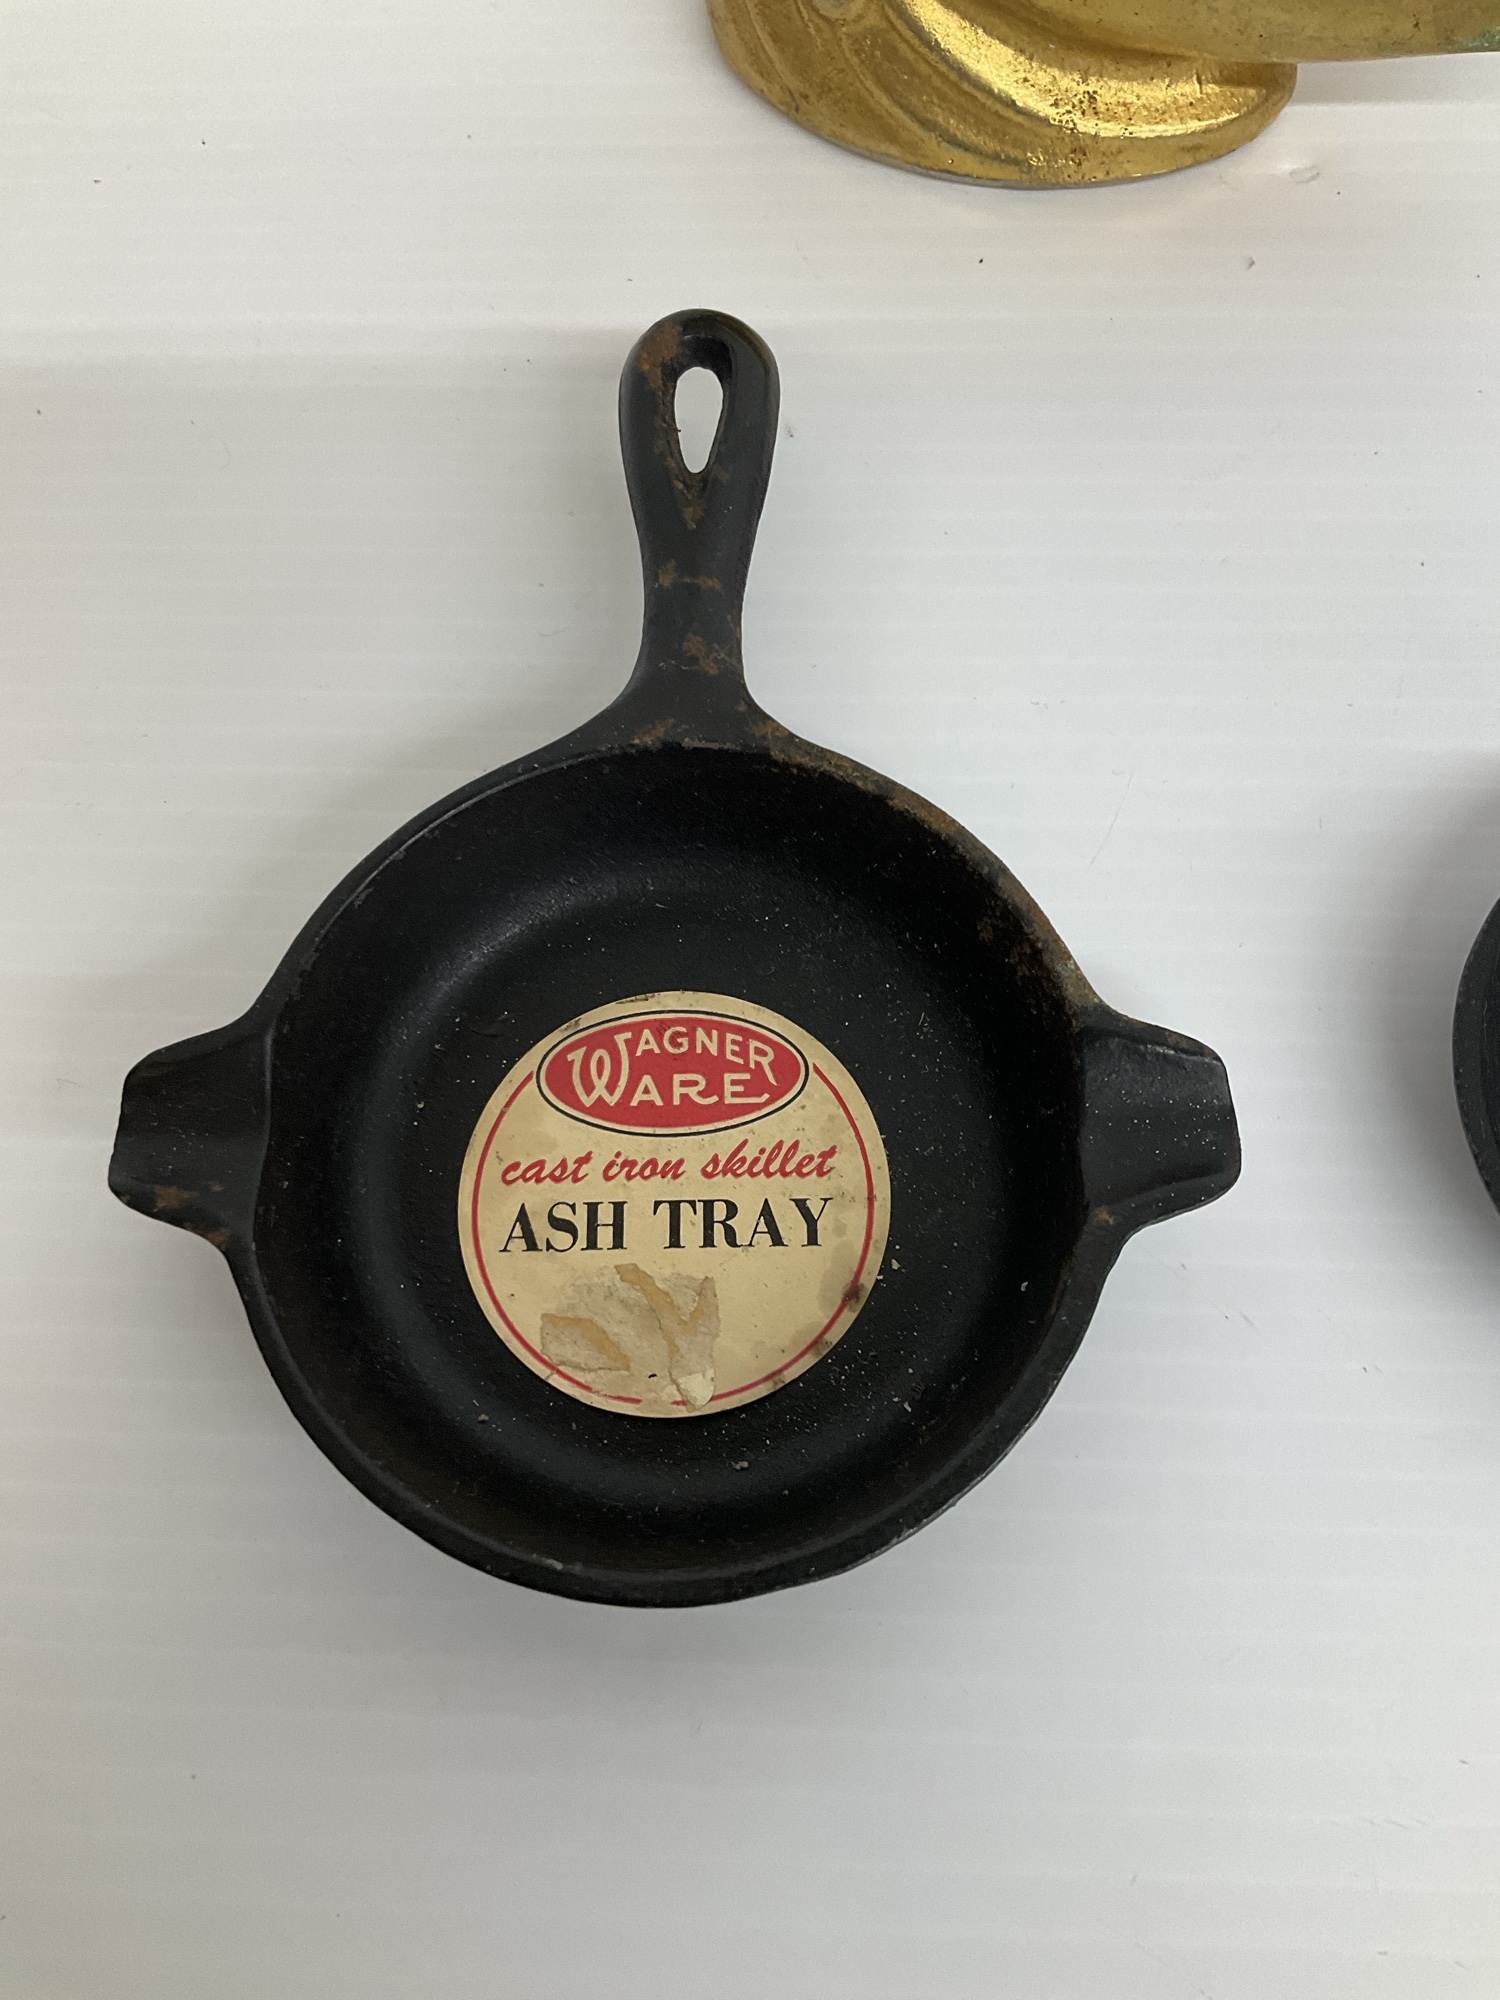 WAGNER
WARE
cast iron skillet
ASH TRAY